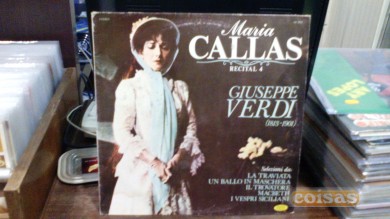 Maria
CALLAS
RECITAL 4
GIUSEPPE
VERDI
(1813-1901)
Selezioni da:
LA TRAVIATA
UN BALLO IN MASCHERA
IL TROVATORE
MACBETH
I VESPRI SICILIANI
coisas